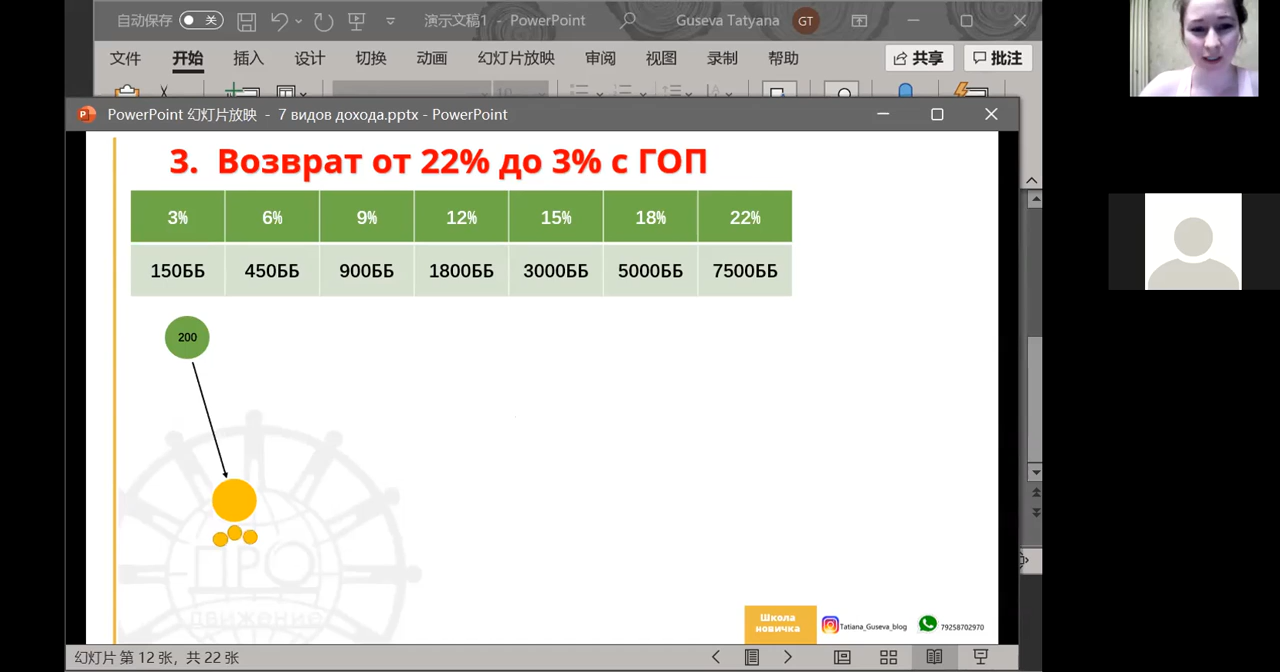 自动保存 关 演示文稿1 - PowerPoint Guseva Tatyana GT
文件 开始 插入 设计 切换 动画 幻灯片放映 审阅 视图 录制 帮助 共享 批注
PowerPoint 幻灯片放映 - 7 видов дохода.pptx - PowerPoint
3. Возврат от 22% до 3% с ГОП
3% 6% 9% 12% 15% 18% 22%
150ББ 450ББ 900ББ 1800ББ 3000ББ 5000ББ 7500ББ
200
ПРО
движение
Школа
новичка
Tatiana_Guseva_blog 79258702970
幻灯片 第 12 张，共 22 张